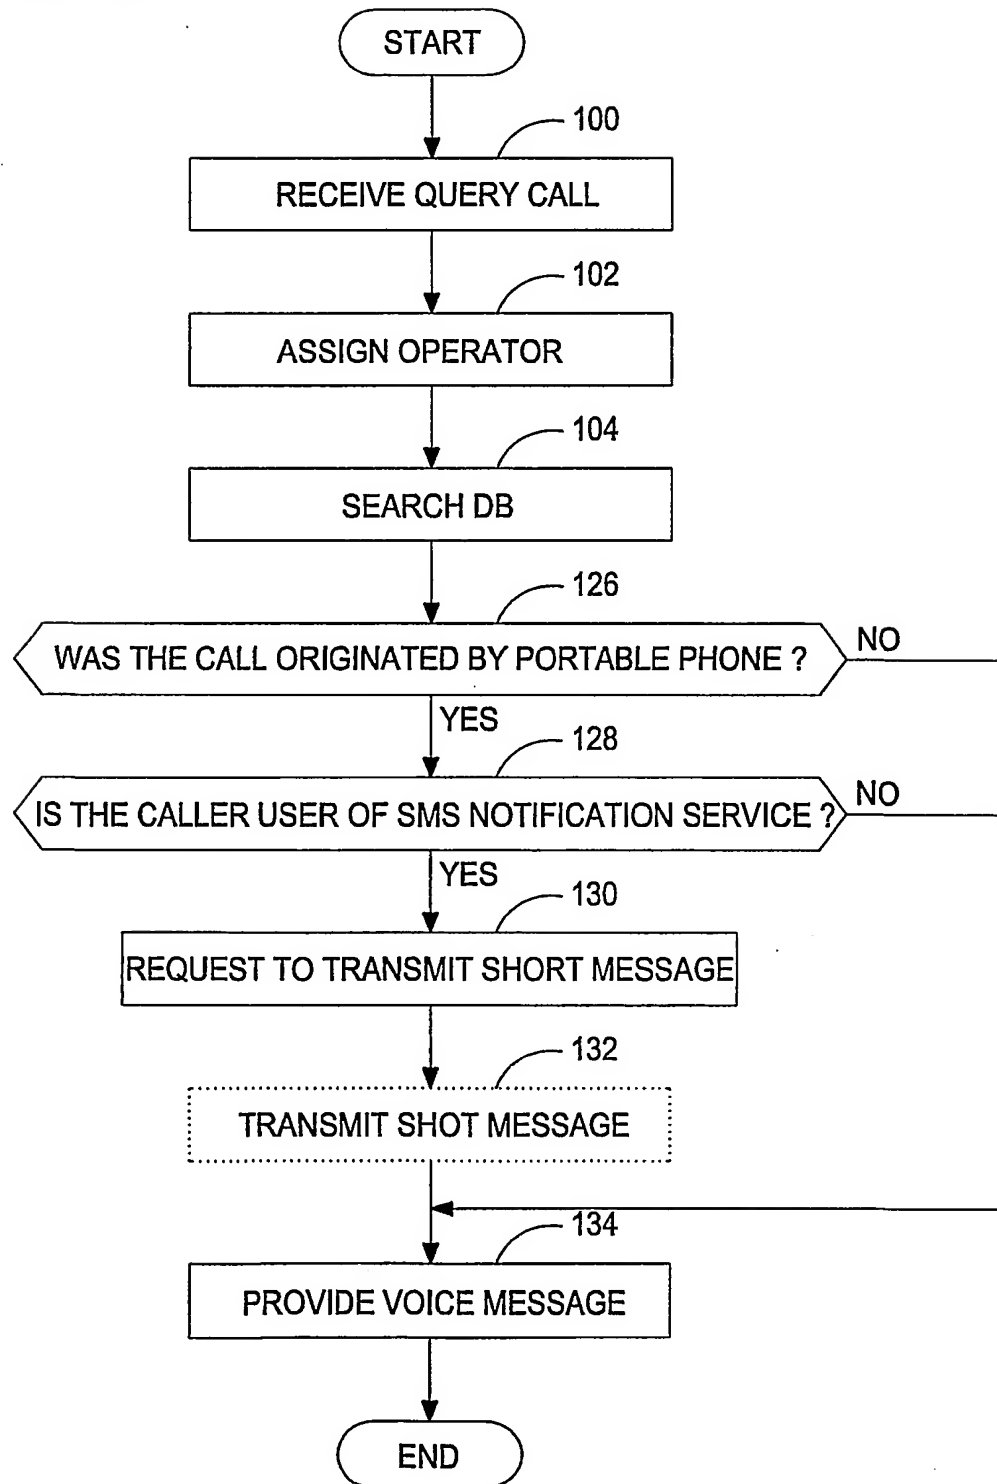 START
100
RECEIVE QUERY CALL
102
ASSIGN OPERATOR
104
SEARCH DB
126
WAS THE CALL ORIGINATED BY PORTABLE PHONE ?
NO
YES
128
IS THE CALLER USER OF SMS NOTIFICATION SERVICE ?
NO
YES
130
REQUEST TO TRANSMIT SHORT MESSAGE
132
TRANSMIT SHOT MESSAGE
134
PROVIDE VOICE MESSAGE
END